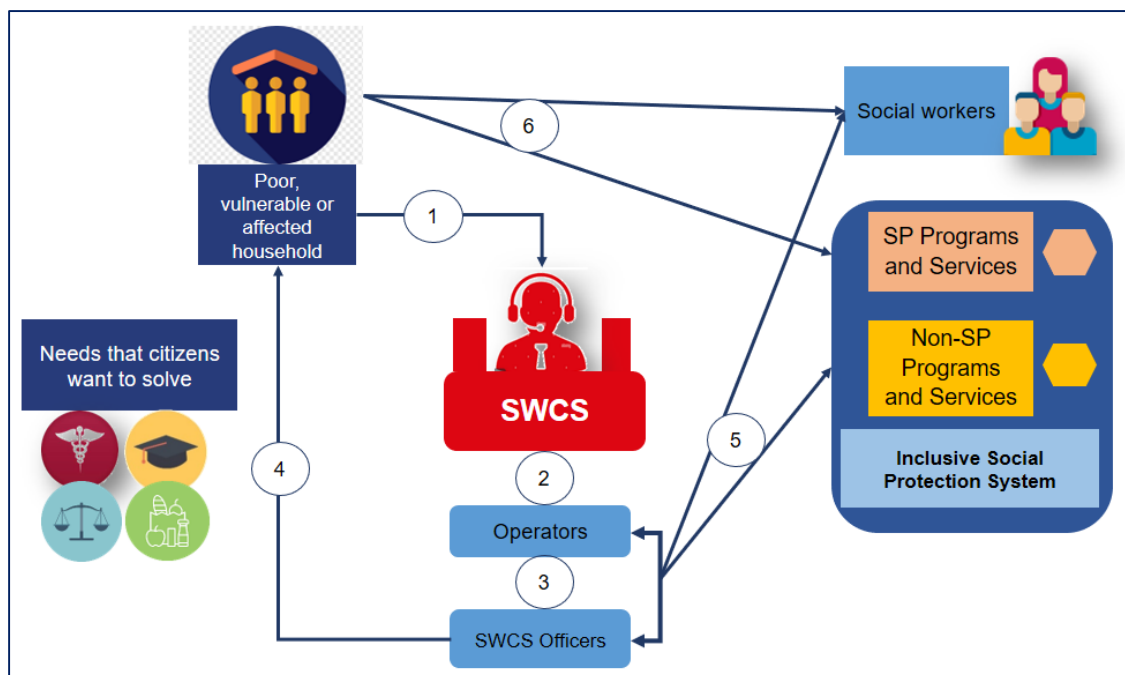 Poor,
vulnerable or
affected
household
1
6
Social workers
SP Programs
and Services
Non-SP
Programs
and Services
Inclusive Social
Protection System
Needs that citizens
want to solve
SWCS
2
Operators
3
SWCS Officers
4
5